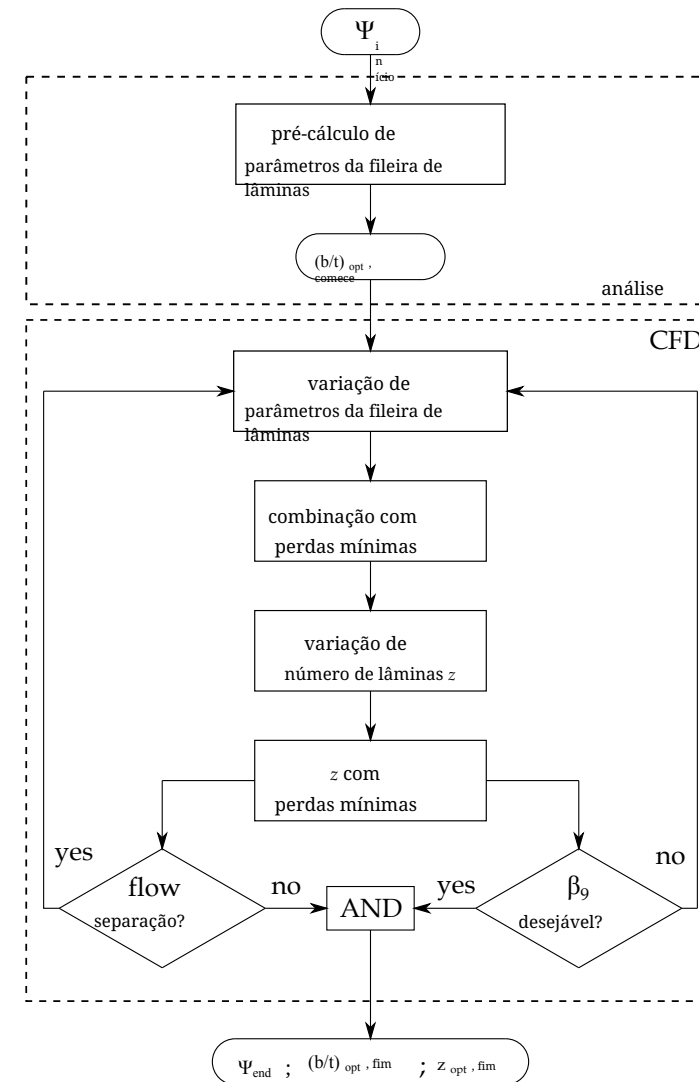 Ψ
i
n
ício
pré-cálculo de
parâmetros da fileira de
lâminas
(b/t) opt ,
comece
análise
CFD
variação de
parâmetros da fileira de
lâminas
combinação com
perdas mínimas
variação de
número de lâminas z
z com
perdas mínimas
yes
flow
separação?
no
AND
yes
β9
desejável?
no
Ψend ; (b/t) opt , fim ; z opt , fim